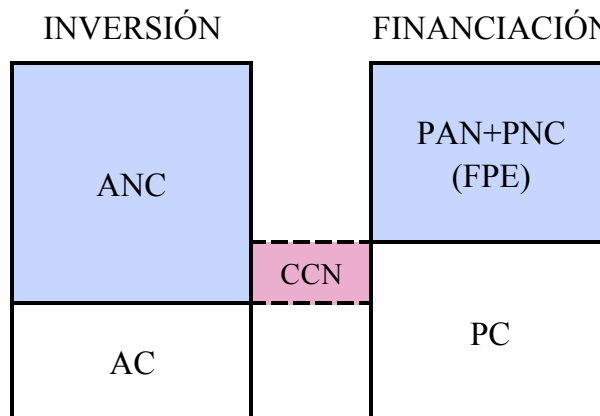 INVERSIÓN
FINANCIACIÓN
ANC
PAN+PNC
(FPE)
CCN
AC
PC